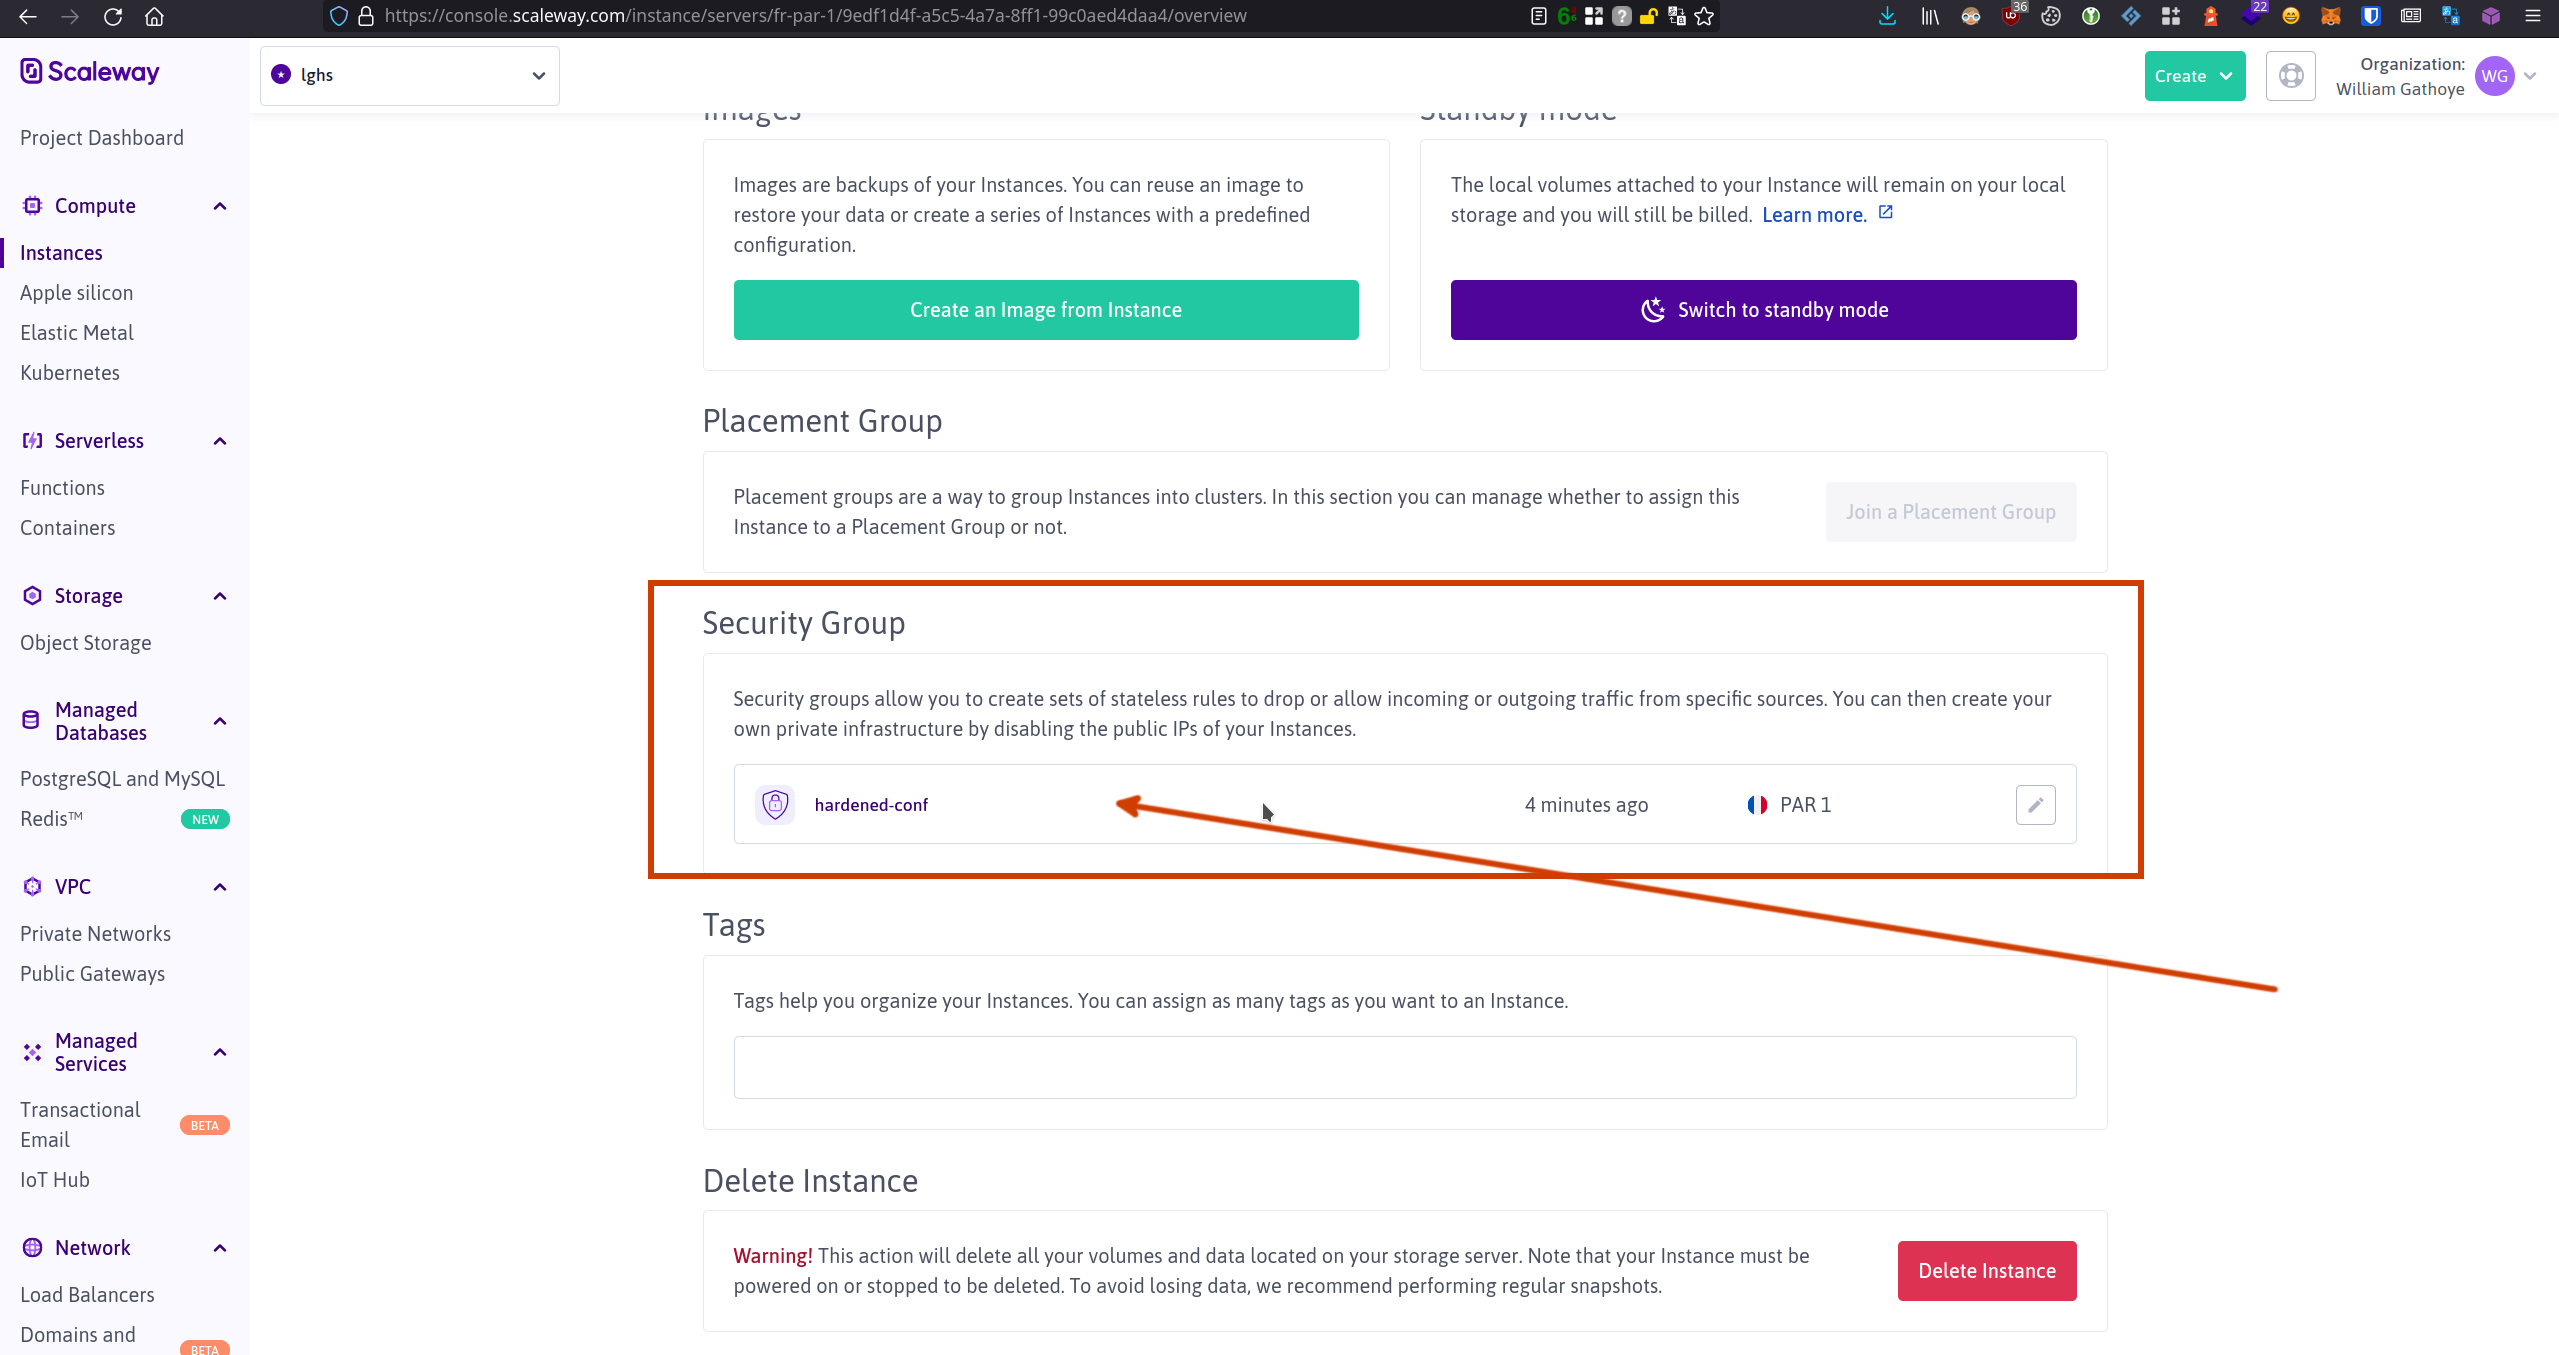 https://console.scaleway.com/instance/servers/fr-par-1/9edf1d4f-a5c5-4a7a-8ff1-99c0aed4daa4/overview
36
22
Scaleway
lghs
Create
Organization:
William Gathoye
WG
Project Dashboard
Compute
Instances
Apple silicon
Elastic Metal
Kubernetes
Serverless
Functions
Containers
Storage
Object Storage
Managed
Databases
PostgreSQL and MySQL
Redis™ NEW
VPC
Private Networks
Public Gateways
Managed
Services
Transactional
Email
BETA
IoT Hub
Network
Load Balancers
Domains and
BETA
Images
Images are backups of your Instances. You can reuse an image to
restore your data or create a series of Instances with a predefined
configuration.
Create an Image from Instance
Standby mode
The local volumes attached to your Instance will remain on your local
storage and you will still be billed. Learn more.
Switch to standby mode
Placement Group
Placement groups are a way to group Instances into clusters. In this section you can manage whether to assign this
Instance to a Placement Group or not.
Join a Placement Group
Security Group
Security groups allow you to create sets of stateless rules to drop or allow incoming or outgoing traffic from specific sources. You can then create your
own private infrastructure by disabling the public IPs of your Instances.
hardened-conf 4 minutes ago PAR 1
Tags
Tags help you organize your Instances. You can assign as many tags as you want to an Instance.
Delete Instance
Warning! This action will delete all your volumes and data located on your storage server. Note that your Instance must be
powered on or stopped to be deleted. To avoid losing data, we recommend performing regular snapshots.
Delete Instance